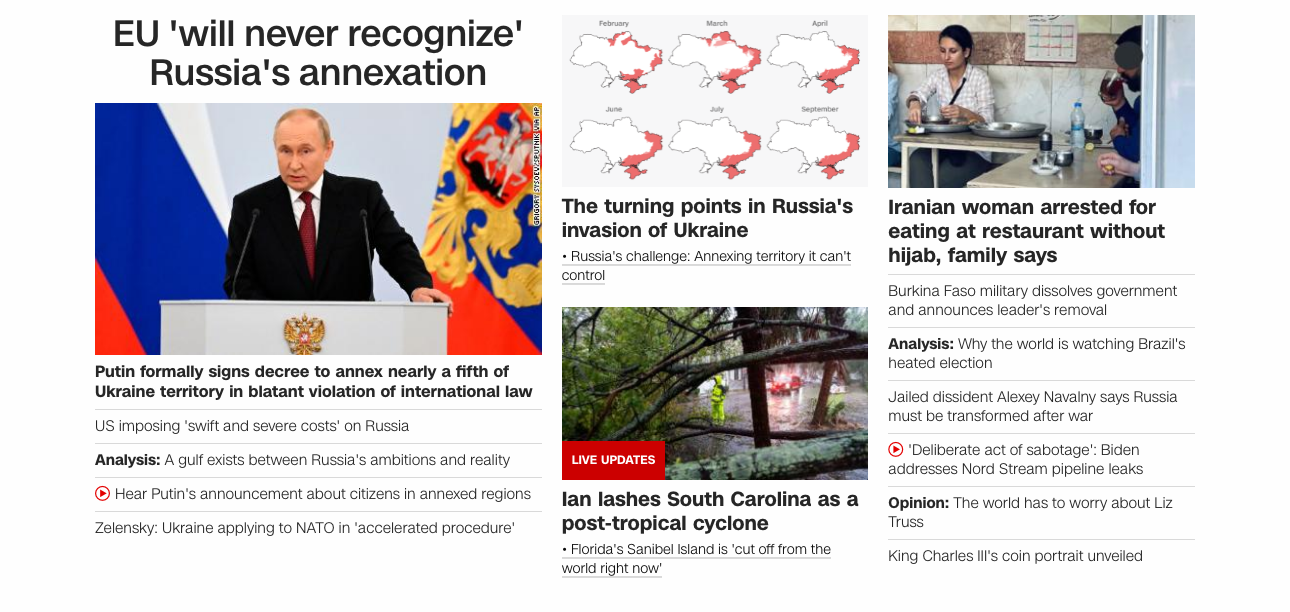 EU 'will never recognize'
Russia's annexation
GRIGORY SYSOEV/SPUTNIK VIA AP
Putin formally signs decree to annex nearly a fifth of
Ukraine territory in blatant violation of international law
US imposing 'swift and severe costs' on Russia
Analysis: A gulf exists between Russia's ambitions and reality
Hear Putin's announcement about citizens in annexed regions
Zelensky: Ukraine applying to NATO in 'accelerated procedure'
February March April
June July September
The turning points in Russia's
invasion of Ukraine
• Russia's challenge: Annexing territory it can't
control
LIVE UPDATES
Ian lashes South Carolina as a
post-tropical cyclone
• Florida's Sanibel Island is 'cut off from the
world right now'
Iranian woman arrested for
eating at restaurant without
hijab, family says
Burkina Faso military dissolves government
and announces leader's removal
Analysis: Why the world is watching Brazil's
heated election
Jailed dissident Alexey Navalny says Russia
must be transformed after war
'Deliberate act of sabotage': Biden
addresses Nord Stream pipeline leaks
Opinion: The world has to worry about Liz
Truss
King Charles III's coin portrait unveiled